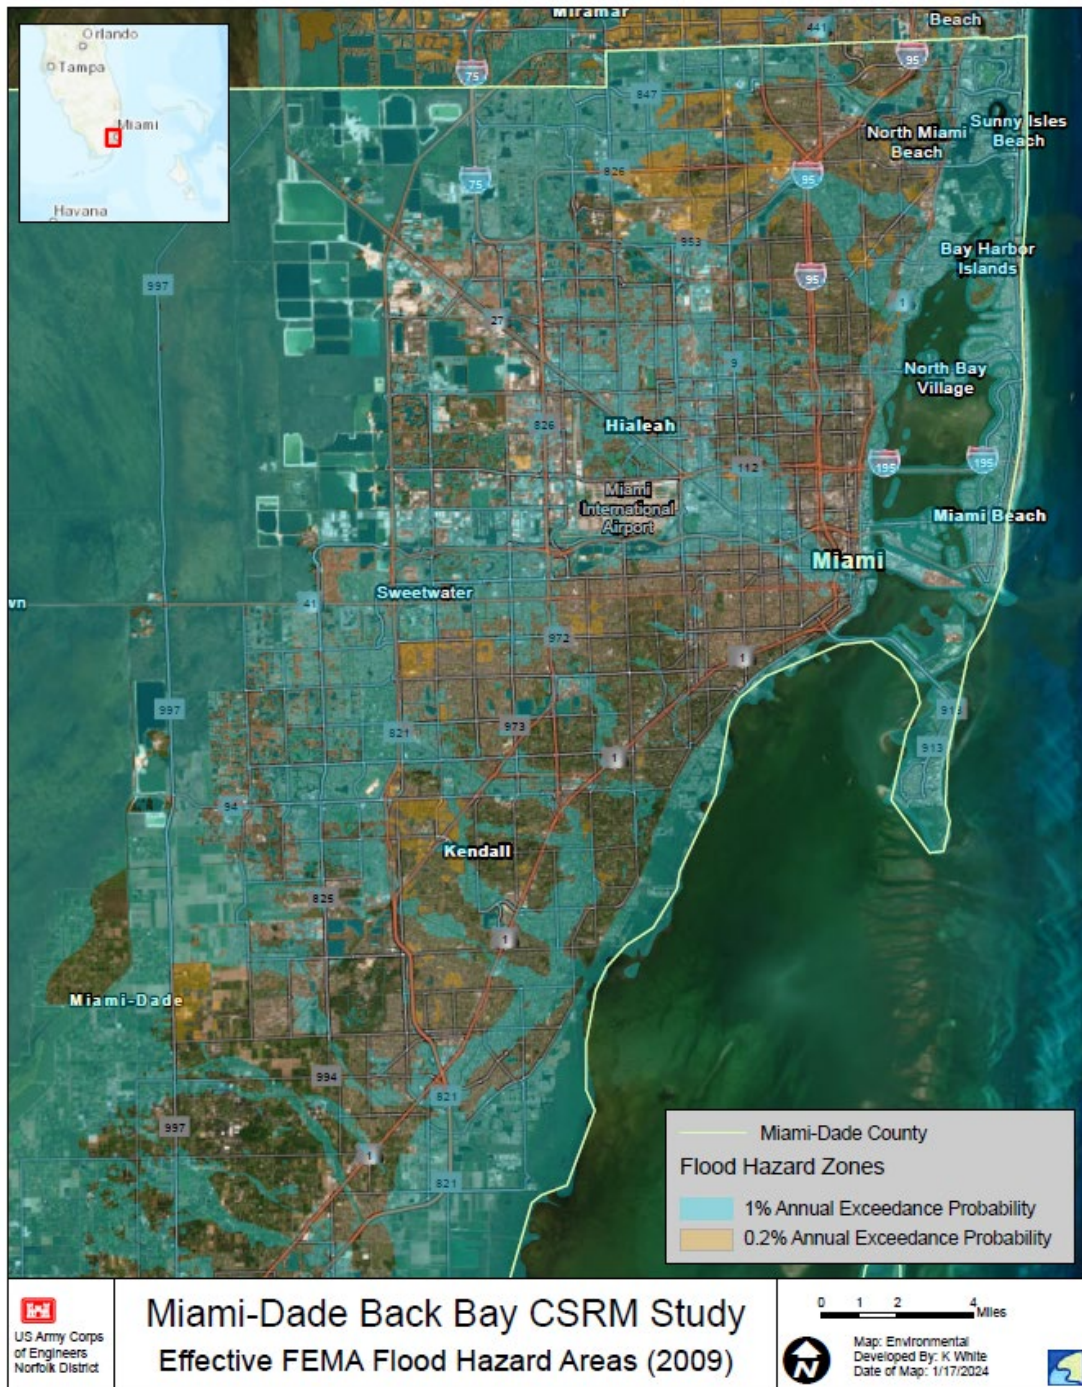 Miramar
Beach
Orlando
Tampa
Miami
Havana
441
95
75
847
North Miami
Beach
Sunny Isles
Beach
826
95
75
953
Bay Harbor
Islands
95
997
1
27
9
North Bay
Village
826
Hialeah
112
195
195
Miami
International
Airport
Miami Beach
Miami
Sweetwater
wn
41
972
1
997
973
821
913
913
1
94
Kendall
825
1
Miami-Dade
994
821
997
1
821
Miami-Dade County
Flood Hazard Zones
1% Annual Exceedance Probability
0.2% Annual Exceedance Probability
US Army Corps
of Engineers
Norfolk District
Miami-Dade Back Bay CSRM Study
Effective FEMA Flood Hazard Areas (2009)
0 1 2 4 Miles
N
Map: Environmental
Developed By: K White
Date of Map: 1/17/2024